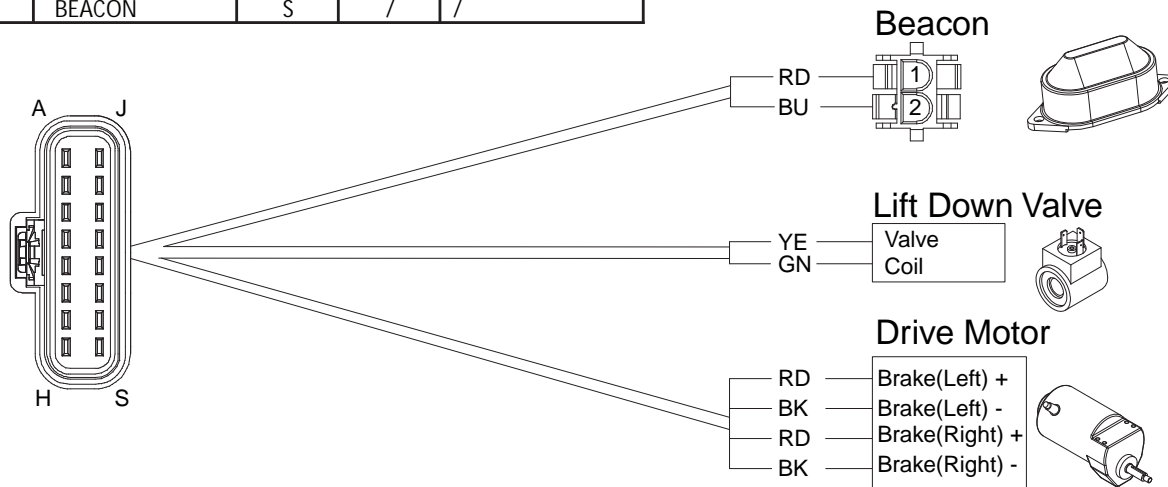 BEACON S / /
Beacon
RD 1
BU 2
A J
Lift Down Valve
YE Valve
GN Coil
Drive Motor
H S
RD Brake(Left) +
BK Brake(Left) -
RD Brake(Right) +
BK Brake(Right) -